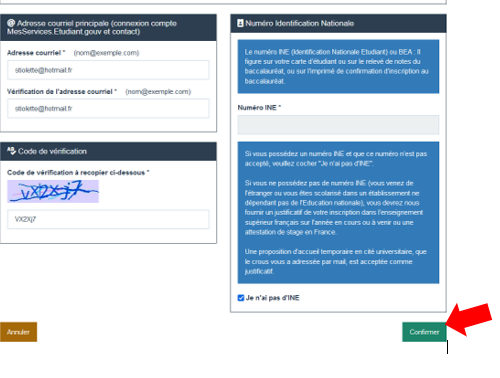 @ Adresse courriel principale (connexion compte
MesServices.Etudiant.gouv et contact)
Adresse courriel * (nom@exemple.com)
stiolette@hotmail.fr
Vérification de l'adresse courriel * (nom@exemple.com)
stiolette@hotmail.fr
Code de vérification
Code de vérification à recopier ci-dessous *
vX2Xj7
VX2Xj7
Numéro Identification Nationale
Le numéro INE (Identification Nationale Etudiant) ou BEA : Il
figure sur votre carte d'étudiant ou sur le relevé de notes du
baccalauréat, ou sur l'imprimé de confirmation d'inscription au
baccalauréat.
Numéro INE *
Si vous possédez un numéro INE et que ce numéro n'est pas
accepté, veuillez cocher "Je n'ai pas d'INE".
Si vous ne possédez pas de numéro INE (vous venez de
l'étranger ou vous êtes scolarisé dans un établissement ne
dépendant pas de l'Education nationale), vous devrez nous
fournir un justificatif de votre inscription dans l'enseignement
supérieur français sur l'année en cours ou à venir ou une
attestation de stage en France.
Une proposition d'accueil temporaire en cité universitaire, que
le crous vous a adressée par mail, est acceptée comme
justificatif.
Je n'ai pas d'INE
Annuler
Confirmer